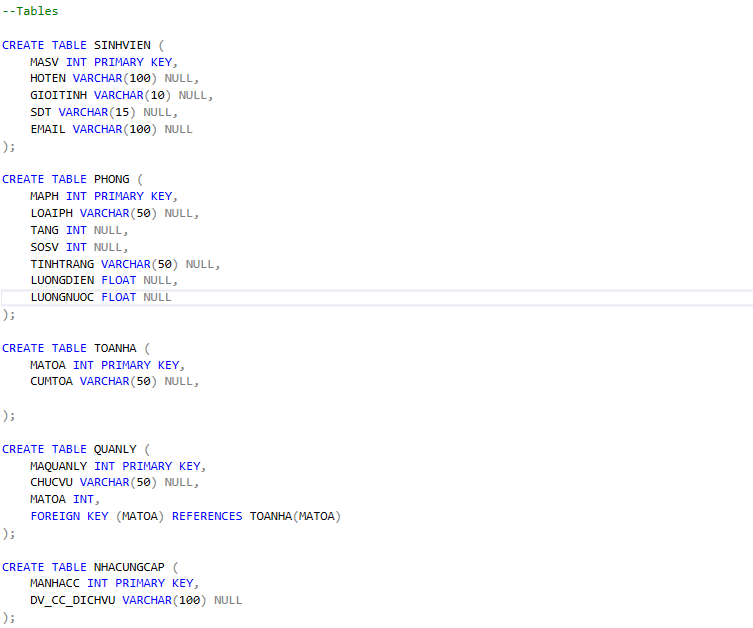 --Tables
CREATE TABLE SINHVIEN (
MASV INT PRIMARY KEY,
HOTEN VARCHAR(100) NULL,
GIOITINH VARCHAR(10) NULL,
SDT VARCHAR(15) NULL,
EMAIL VARCHAR(100) NULL
);
CREATE TABLE PHONG (
MAPH INT PRIMARY KEY,
LOAIPH VARCHAR(50) NULL,
TANG INT NULL,
SOSV INT NULL,
TINHTRANG VARCHAR(50) NULL,
LUONGDIEN FLOAT NULL,
LUONGNUOC FLOAT NULL
);
CREATE TABLE TOANHA (
MATOA INT PRIMARY KEY,
CUMTOA VARCHAR(50) NULL,
);
CREATE TABLE QUANLY (
MAQUANLY INT PRIMARY KEY,
CHUCVU VARCHAR(50) NULL,
MATOA INT,
FOREIGN KEY (MATOA) REFERENCES TOANHA(MATOA)
);
CREATE TABLE NHACUNGCAP (
MANHACC INT PRIMARY KEY,
DV_CC_DICHVU VARCHAR(100) NULL
);